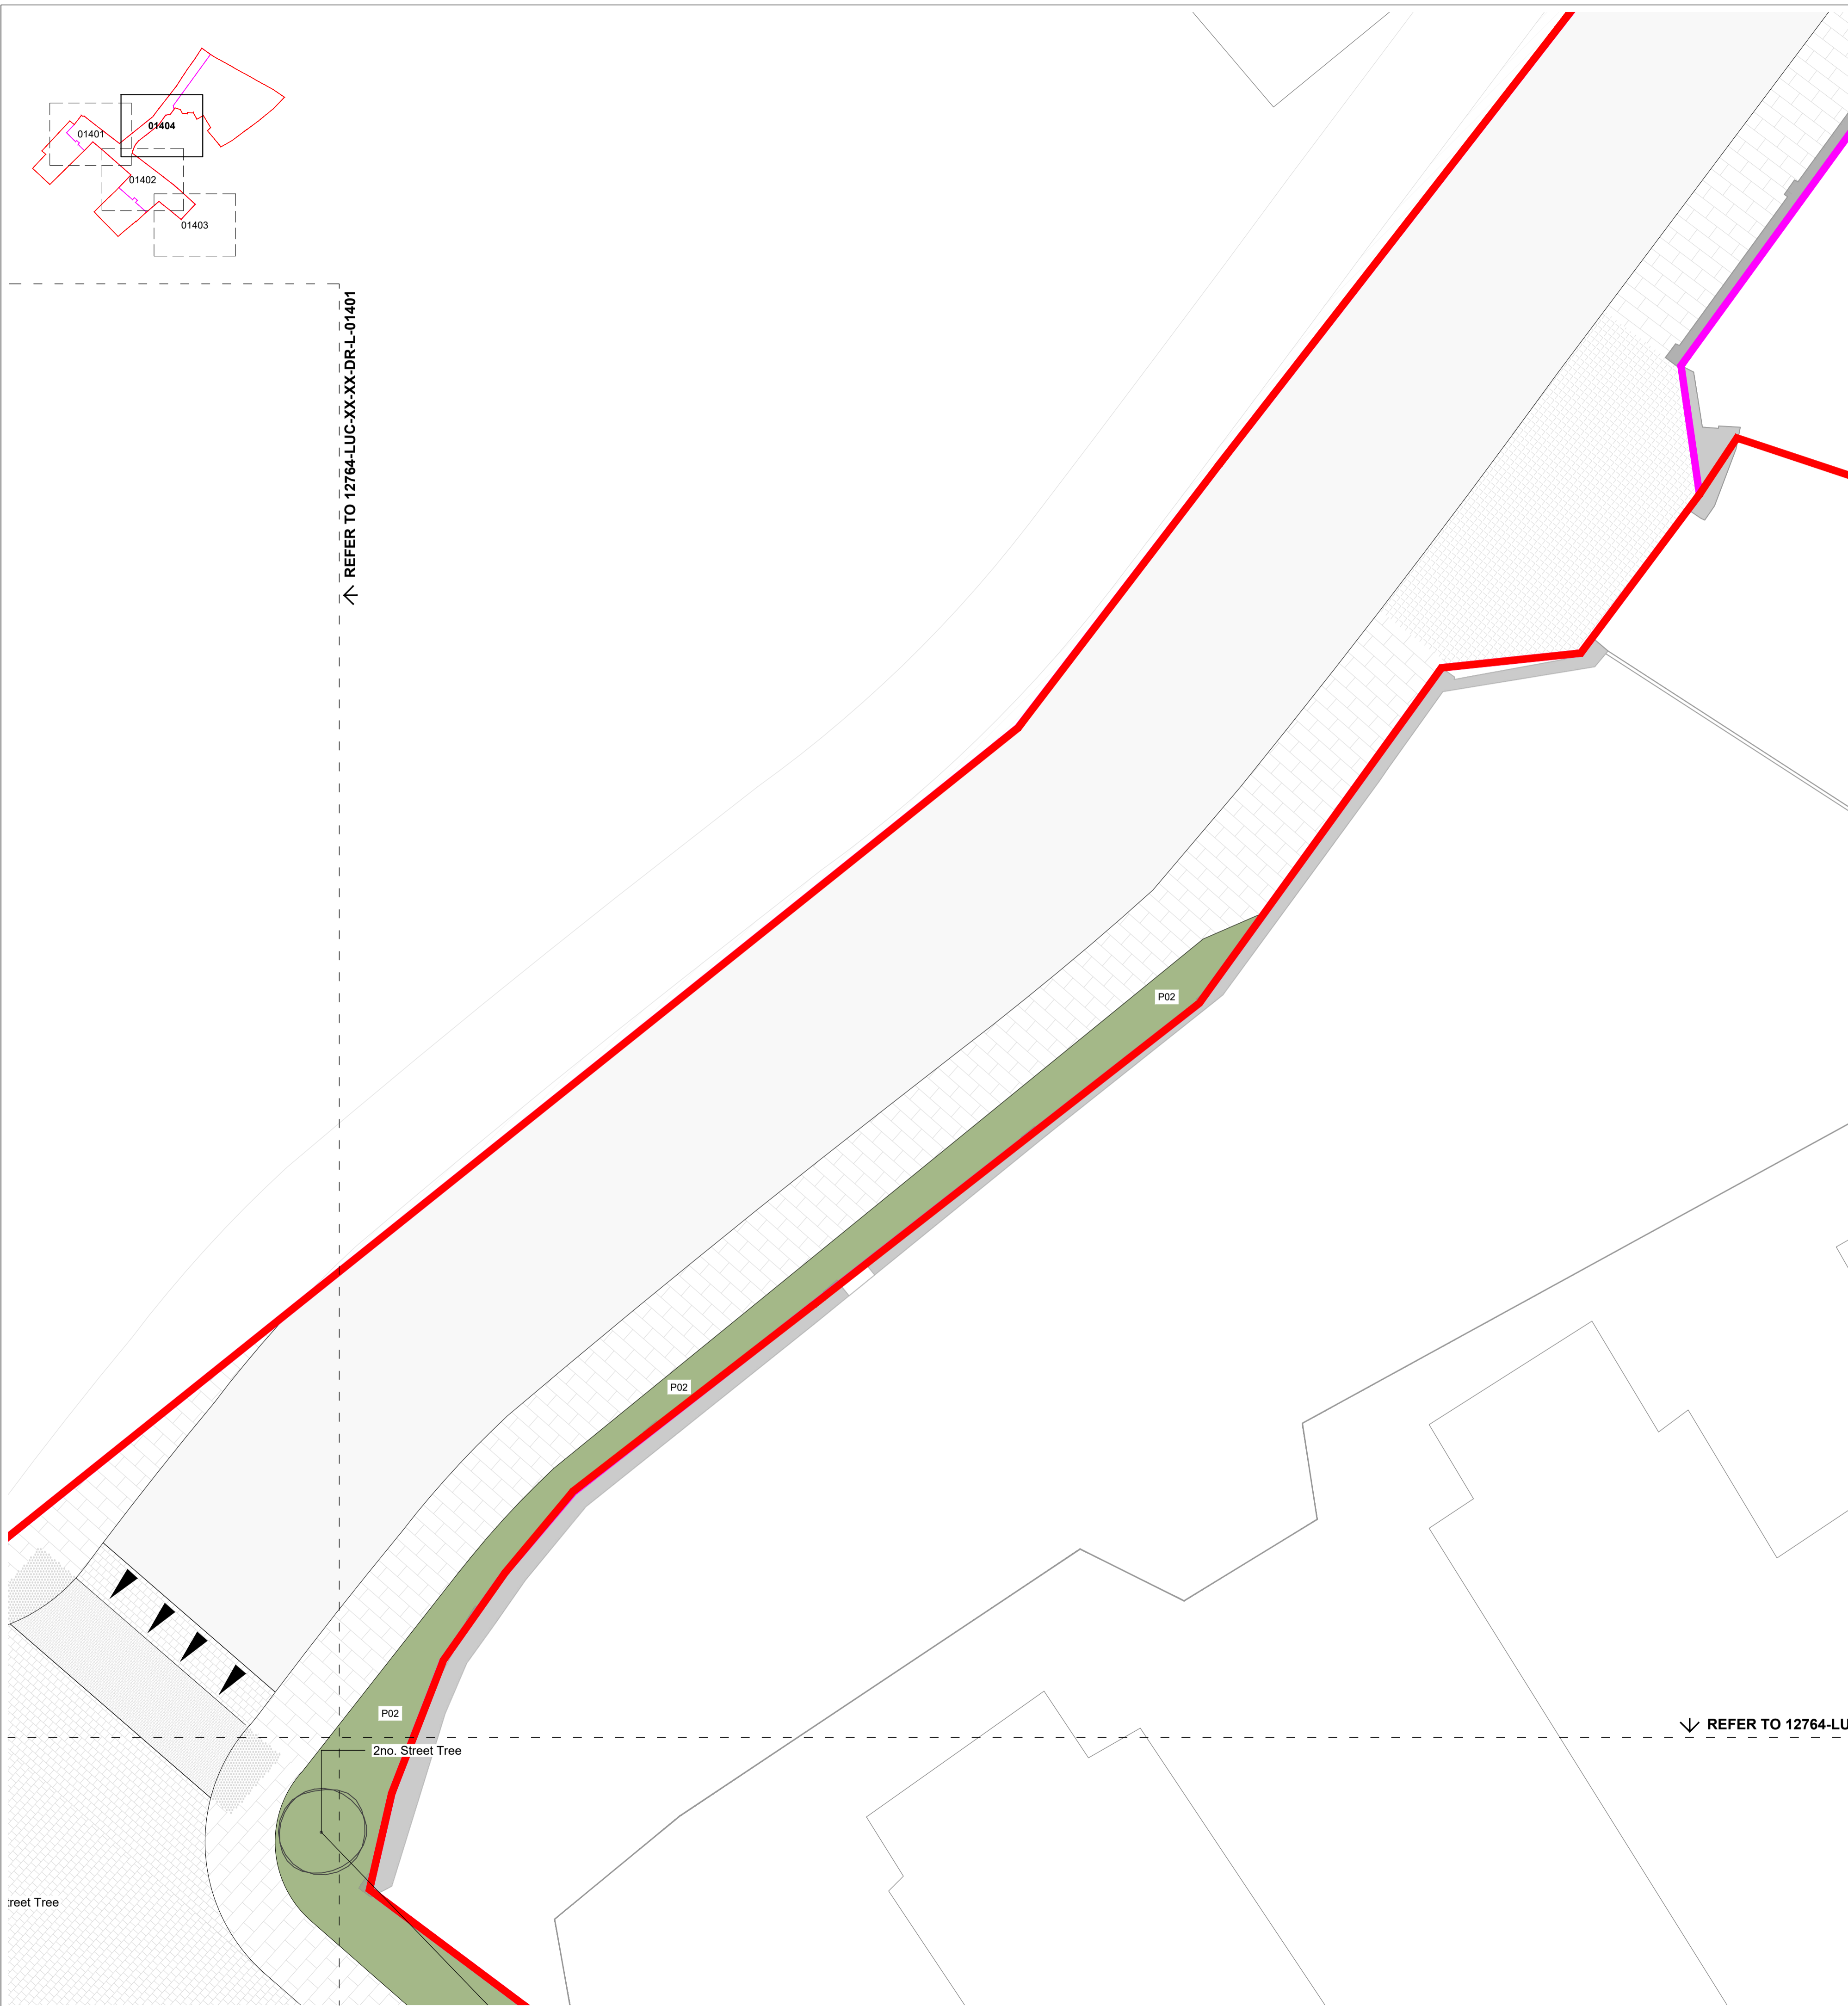 01401
01404
01402
01403
REFER TO 12764-LUC-XX-XX-DR-L-01401
P02
P02
P02
REFER TO 12764-LU
2no. Street Tree
treet Tree